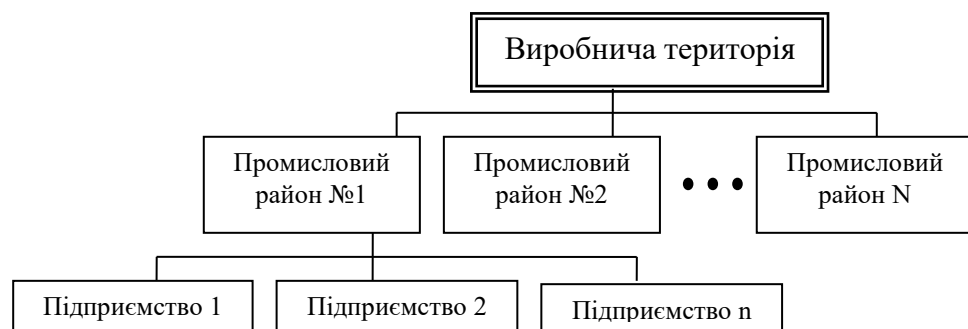 Виробнича територія
Промисловий
район №1
Промисловий
район №2
Промисловий
район N
Підприємство 1
Підприємство 2
Підприємство n